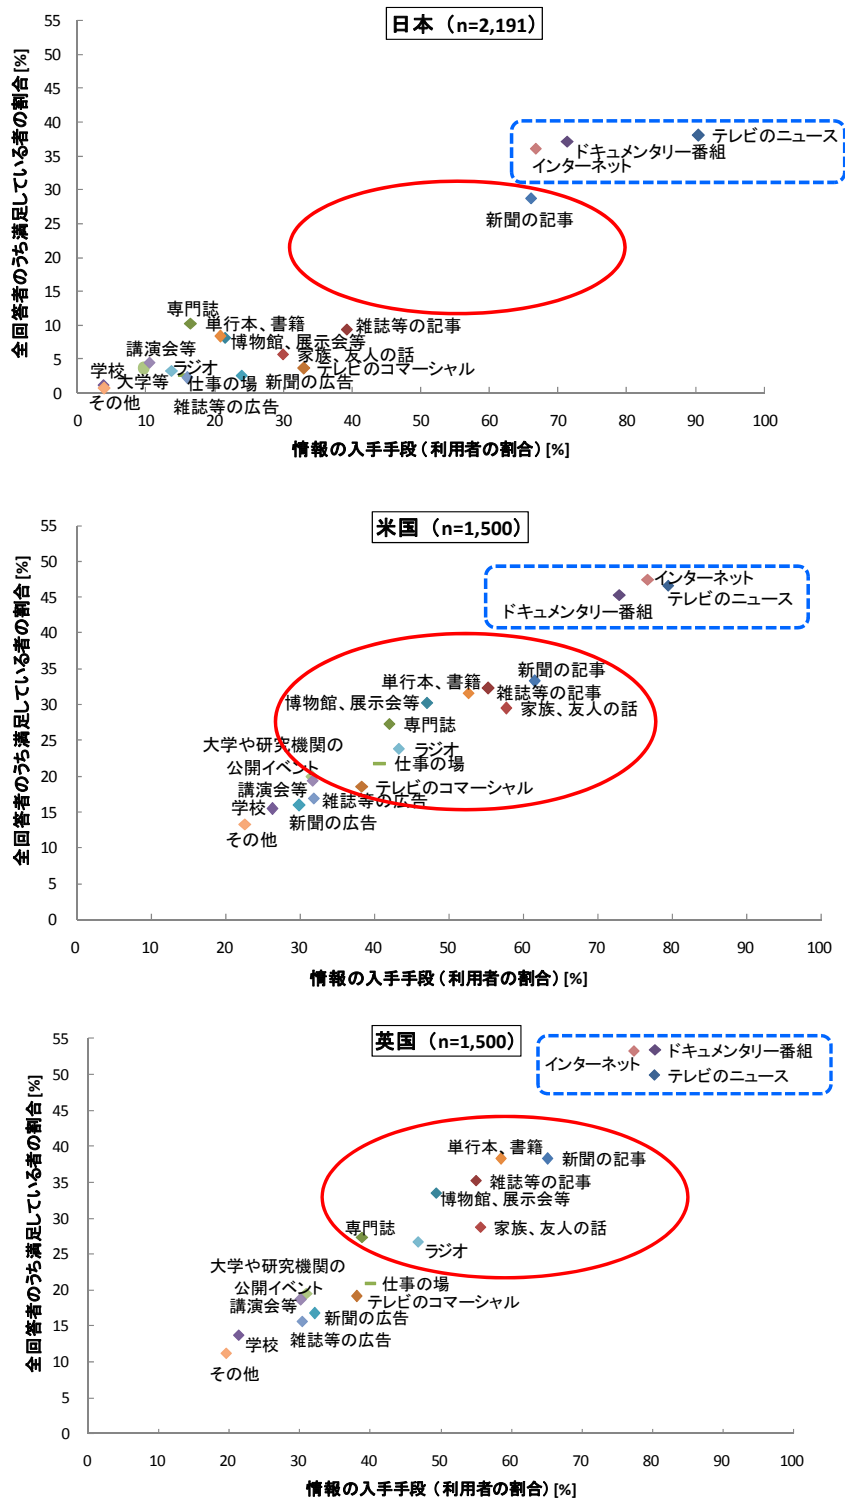 日本（n=2,191）
全回答者のうち満足している者の割合[%]
55
50
45
40
35
30
25
20
15
10
5
0
テレビのニュース
ドキュメンタリー番組
インターネット
新聞の記事
専門誌
単行本、書籍
雑誌等の記事
博物館、展示会等
講演会等
家族、友人の話
学校
ラジオ
テレビのコマーシャル
大学等
仕事の場
新聞の広告
その他
雑誌等の広告
0 10 20 30 40 50 60 70 80 90 100
情報の入手手段（利用者の割合）[%]
米国（n=1,500）
全回答者のうち満足している者の割合[%]
55
50
45
40
35
30
25
20
15
10
5
0
インターネット
テレビのニュース
ドキュメンタリー番組
新聞の記事
単行本、書籍
雑誌等の記事
博物館、展示会等
家族、友人の話
専門誌
大学や研究機関の
公開イベント
ラジオ
仕事の場
講演会等
テレビのコマーシャル
学校
雑誌等の広告
新聞の広告
その他
0 10 20 30 40 50 60 70 80 90 100
情報の入手手段（利用者の割合）[%]
英国（n=1,500）
全回答者のうち満足している者の割合[%]
55
50
45
40
35
30
25
20
15
10
5
0
ドキュメンタリー番組
インターネット
テレビのニュース
単行本、書籍
新聞の記事
雑誌等の記事
博物館、展示会等
専門誌
家族、友人の話
ラジオ
大学や研究機関の
公開イベント
仕事の場
講演会等
テレビのコマーシャル
新聞の広告
学校
雑誌等の広告
その他
0 10 20 30 40 50 60 70 80 90 100
情報の入手手段（利用者の割合）[%]